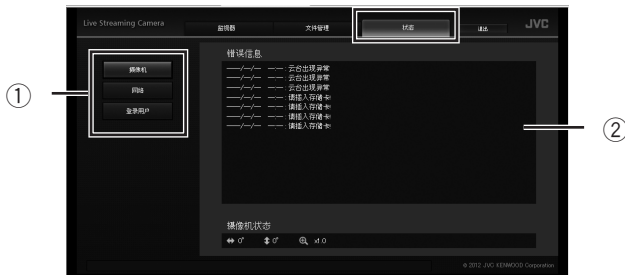 Live Streaming Camera 监视器 文件管理 状态 退出 JVC
错误信息
摄像机
网络
登录用户
——/——/—— ——:—— 云台出现异常
——/——/—— ——:—— 云台出现异常
——/——/—— ——:—— 云台出现异常
——/——/—— ——:—— 请插入存储卡!
——/——/—— ——:—— 请插入存储卡!
——/——/—— ——:—— 请插入存储卡!
——/——/—— ——:—— 请插入存储卡!
①
②
摄像机状态
0° 0° x1.0
© 2012 JVC KENWOOD Corporation